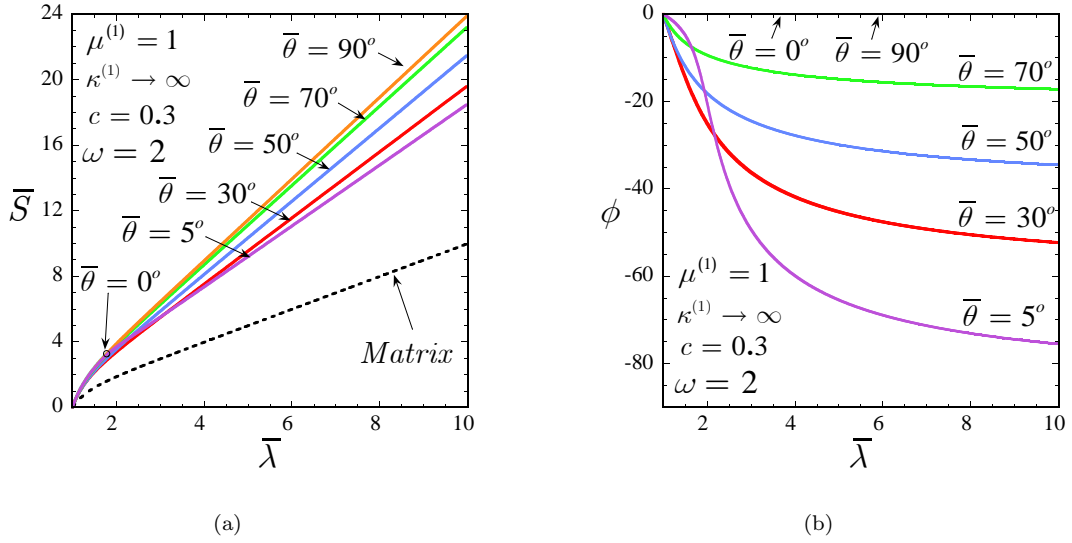 24
20
16
12
8
4
0
2
4
6
8
10
S̅
λ̅
μ⁽¹⁾ = 1
κ⁽¹⁾ → ∞
c = 0.3
ω = 2
θ̅ = 90°
θ̅ = 70°
θ̅ = 50°
θ̅ = 30°
θ̅ = 5°
θ̅ = 0°
Matrix
(a)
0
-20
-40
-60
-80
2
4
6
8
10
ϕ
λ̅
θ̅ = 0°
θ̅ = 90°
θ̅ = 70°
θ̅ = 50°
θ̅ = 30°
θ̅ = 5°
μ⁽¹⁾ = 1
κ⁽¹⁾ → ∞
c = 0.3
ω = 2
(b)